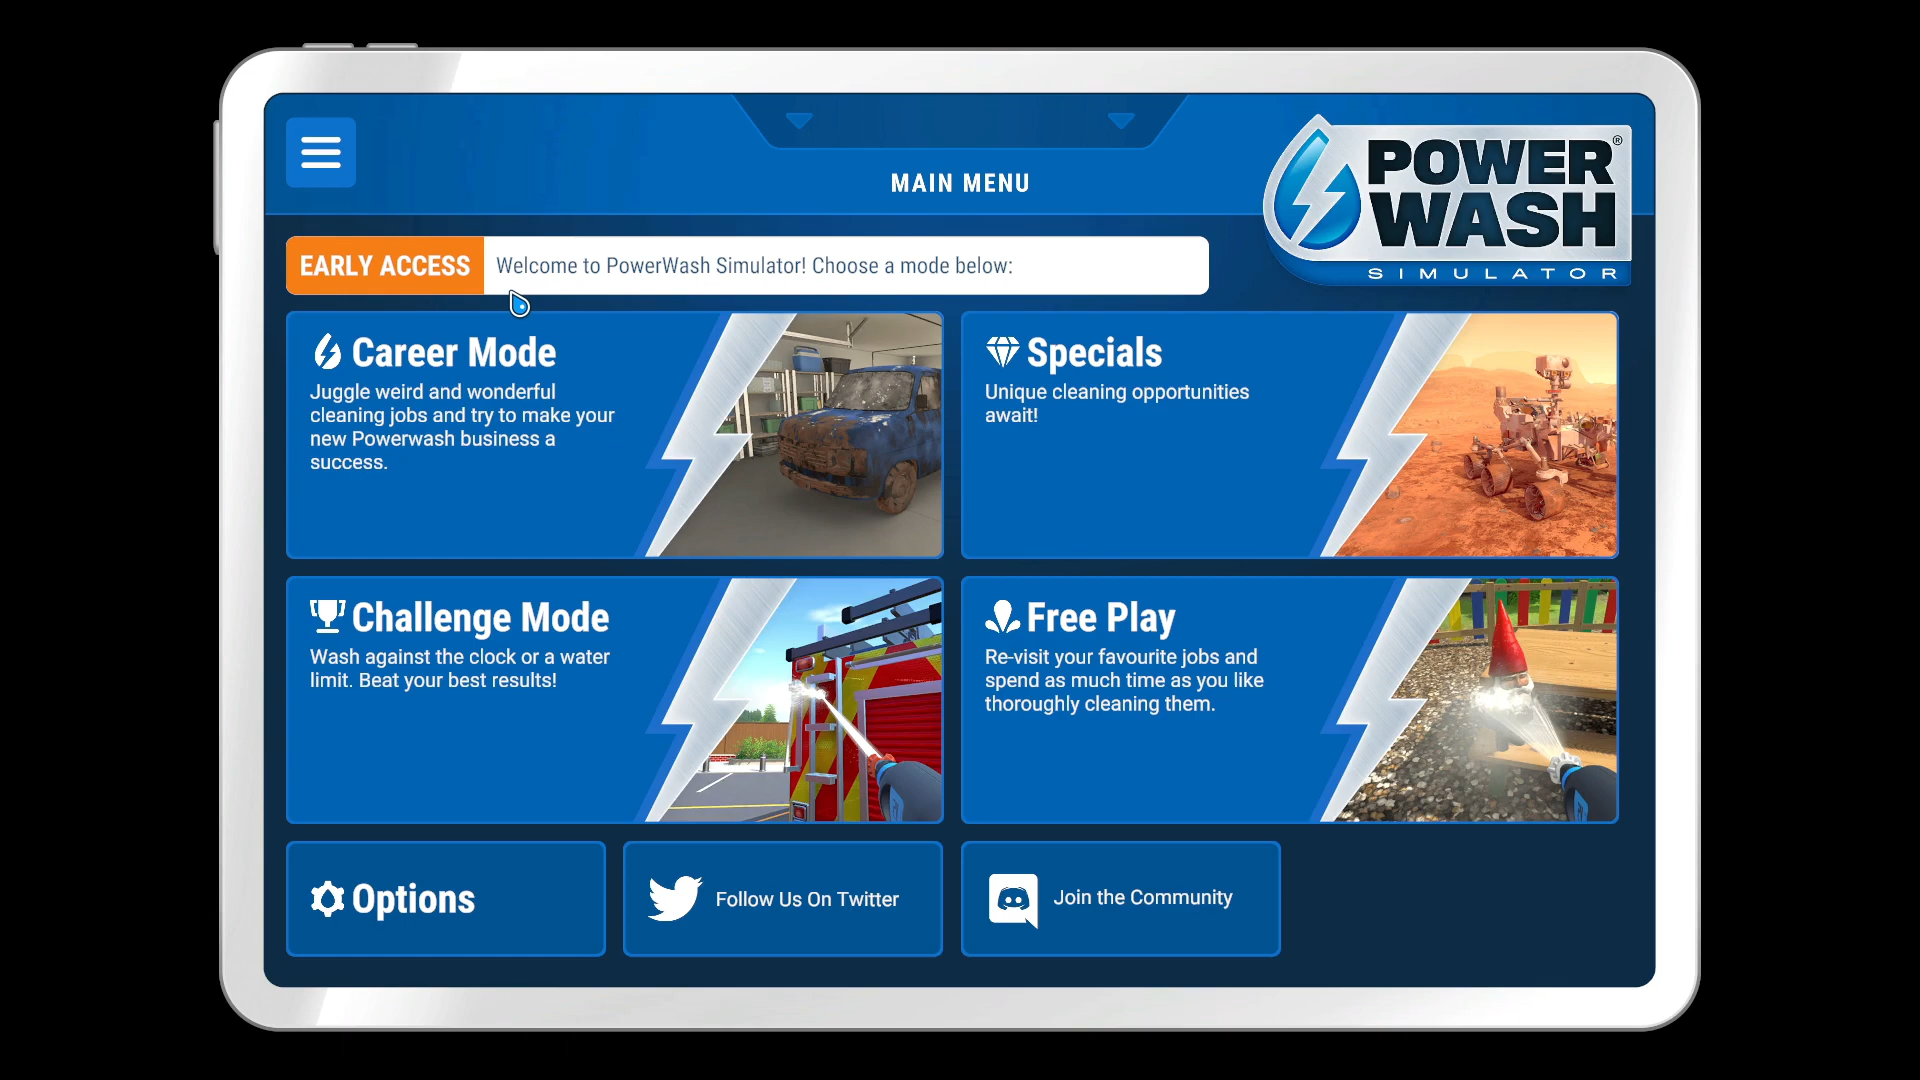 MAIN MENU
POWER®
WASH
SIMULATOR
EARLY ACCESS Welcome to PowerWash Simulator! Choose a mode below:
Career Mode
Juggle weird and wonderful
cleaning jobs and try to make your
new Powerwash business a
success.
Specials
Unique cleaning opportunities
await!
Challenge Mode
Wash against the clock or a water
limit. Beat your best results!
Free Play
Re-visit your favourite jobs and
spend as much time as you like
thoroughly cleaning them.
Options
Follow Us On Twitter
Join the Community